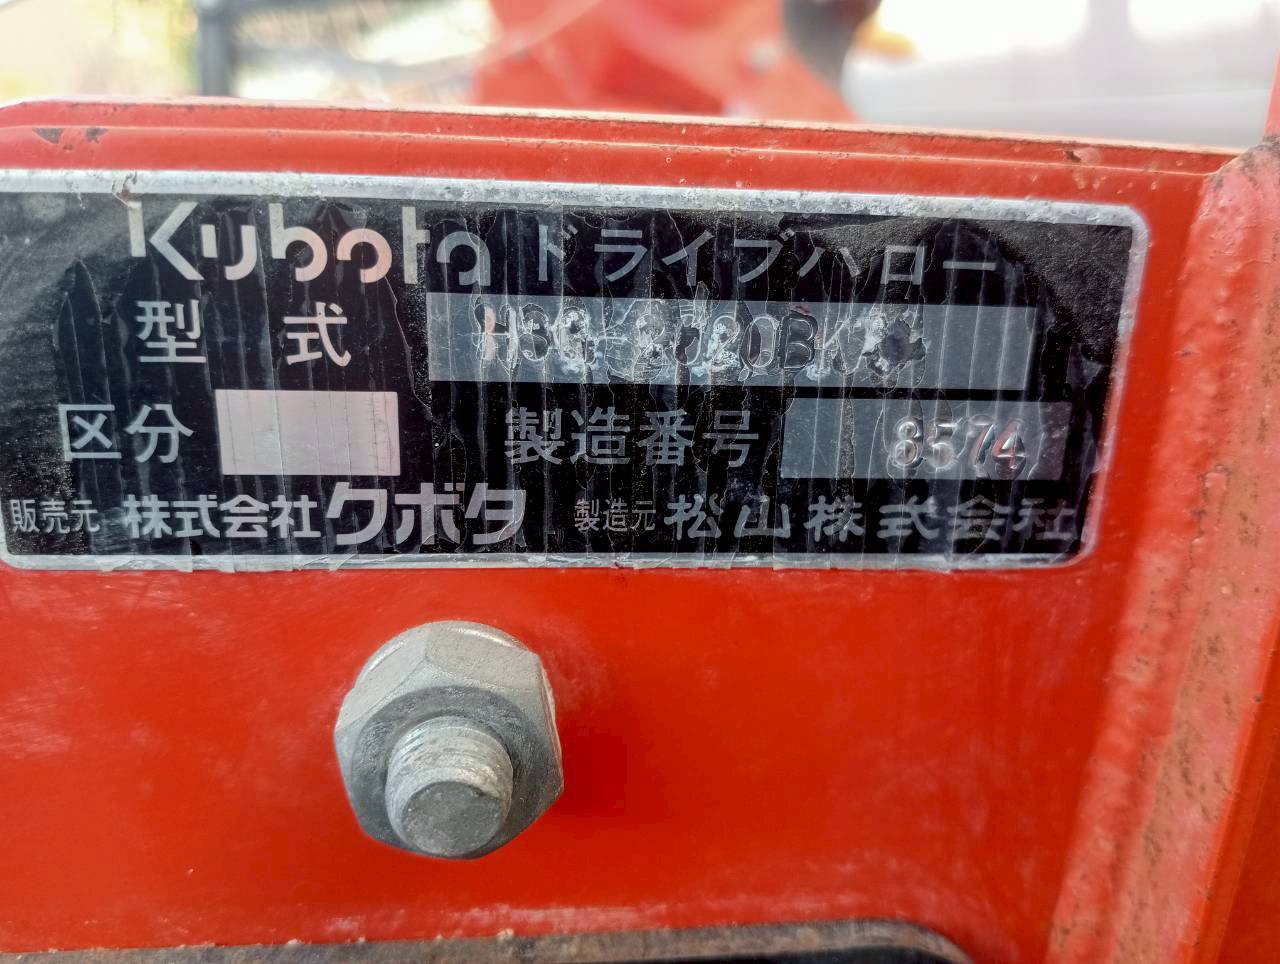 Kubota ドライブハロー
型式
区分 製造番号 8574
販売元 株式会社クボタ 製造元 松山株式会社